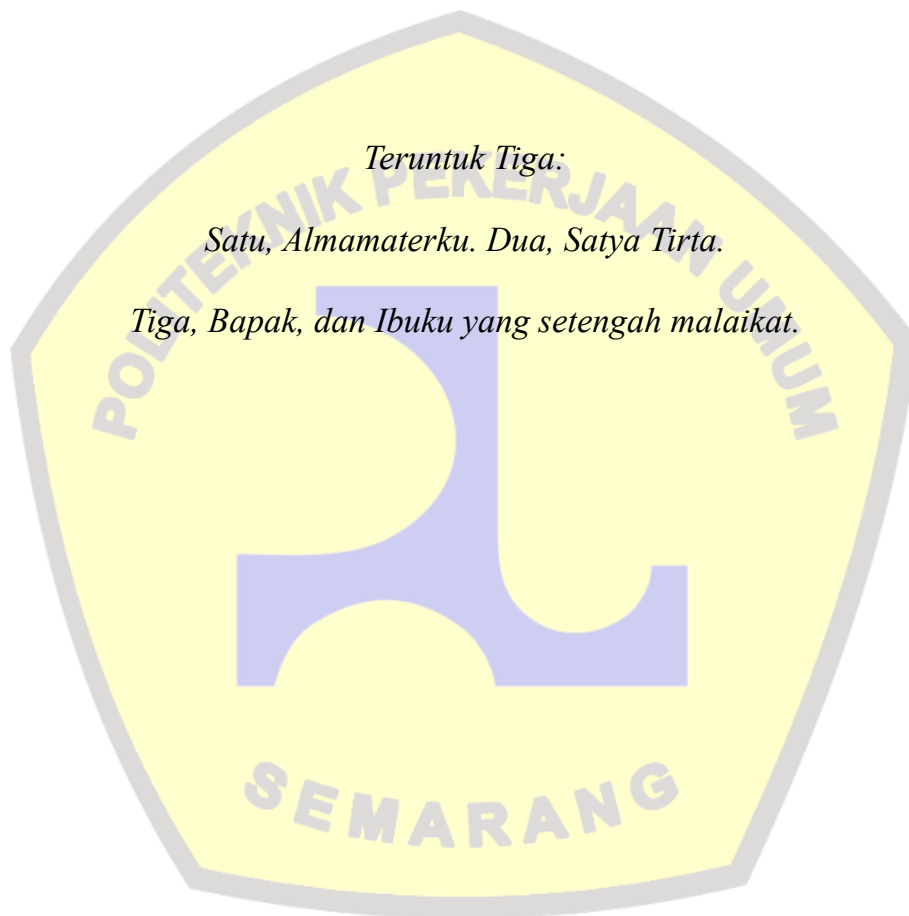 Teruntuk Tiga:
POLITEKNIK PEKERJAAN UMUM
Satu, Almamaterku. Dua, Satya Tirta.
Tiga, Bapak, dan Ibuku yang setengah malaikat.
SEMARANG